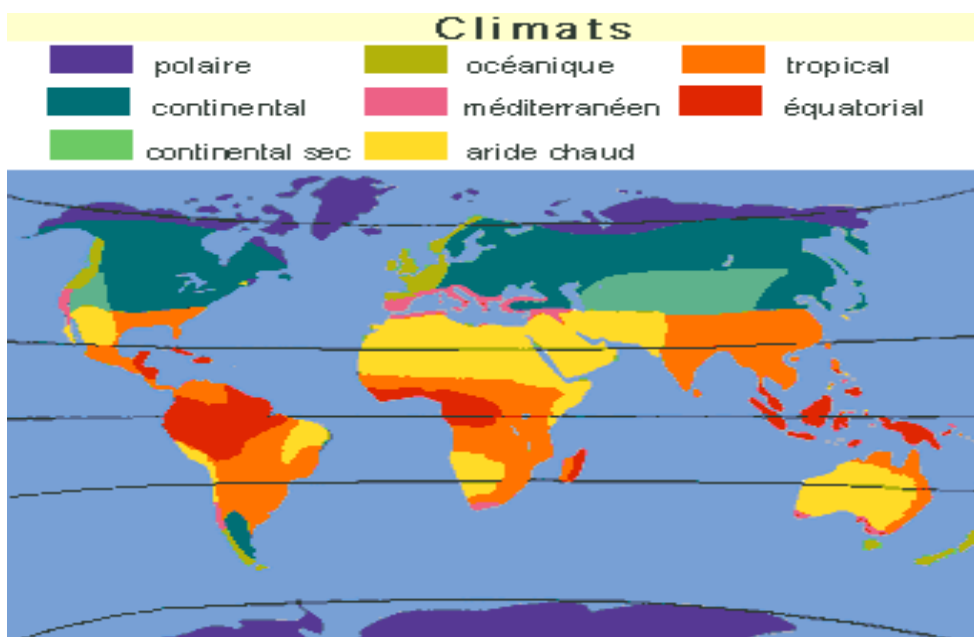 Climats
polaire océanique tropical
continental méditerranéen équatorial
continental sec aride chaud